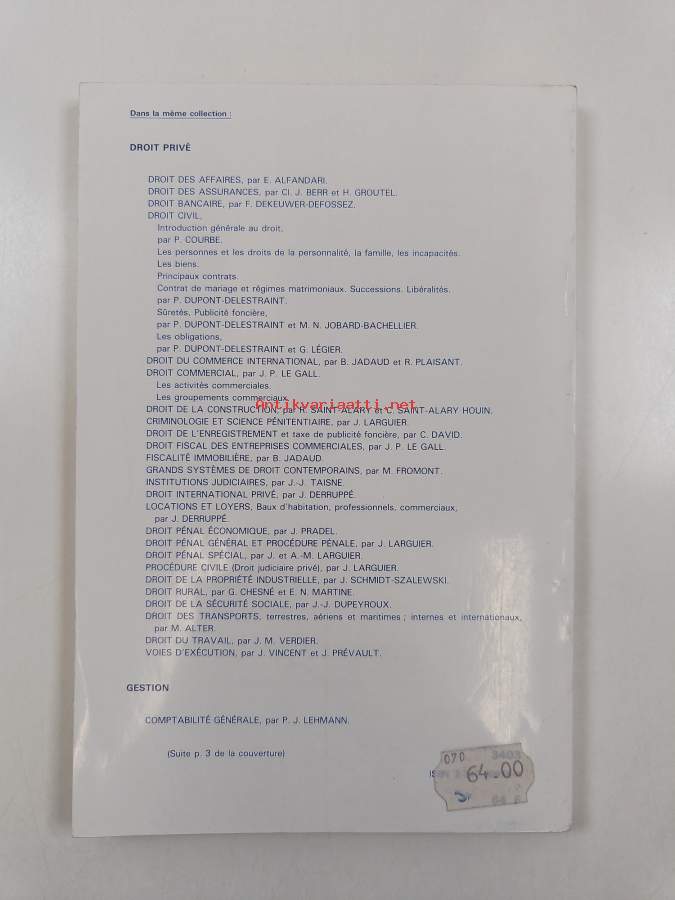 Dans la même collection :
DROIT PRIVÉ
DROIT DES AFFAIRES, par E. ALFANDARI.
DROIT DES ASSURANCES, par Cl. J. BERR et H. GROUTEL.
DROIT BANCAIRE, par F. DEKEUWER-DEFOSSEZ.
DROIT CIVIL.
Introduction générale au droit,
par P. COURBE.
Les personnes et les droits de la personnalité, la famille, les incapacités.
Les biens.
Principaux contrats.
Contrat de mariage et régimes matrimoniaux. Successions. Libéralités.
par P. DUPONT-DELESTRAINT.
Sûretés, Publicité foncière,
par P. DUPONT-DELESTRAINT et M. N. JOBARD-BACHELLIER.
Les obligations,
par P. DUPONT-DELESTRAINT et G. LÉGIER.
DROIT DU COMMERCE INTERNATIONAL, par B. JADAUD et R. PLAISANT.
DROIT COMMERCIAL, par J. P. LE GALL.
Les activités commerciales.
Les groupements commerciaux.
Antikvariaatti.net
DROIT DE LA CONSTRUCTION, par R. SAINT-ALARY et C. SAINT-ALARY HOUIN.
CRIMINOLOGIE ET SCIENCE PÉNITENTIAIRE, par J. LARGUIER.
DROIT DE L'ENREGISTREMENT et taxe de publicité foncière, par C. DAVID.
DROIT FISCAL DES ENTREPRISES COMMERCIALES, par J. P. LE GALL.
FISCALITÉ IMMOBILIÈRE, par B. JADAUD.
GRANDS SYSTÈMES DE DROIT CONTEMPORAINS, par M. FROMONT.
INSTITUTIONS JUDICIAIRES, par J.-J. TAISNE.
DROIT INTERNATIONAL PRIVÉ, par J. DERRUPPÉ.
LOCATIONS ET LOYERS, Baux d'habitation, professionnels, commerciaux,
par J. DERRUPPÉ.
DROIT PÉNAL ÉCONOMIQUE, par J. PRADEL.
DROIT PÉNAL GÉNÉRAL ET PROCÉDURE PÉNALE, par J. LARGUIER.
DROIT PÉNAL SPÉCIAL, par J. et A.-M. LARGUIER.
PROCÉDURE CIVILE (Droit judiciaire privé), par J. LARGUIER.
DROIT DE LA PROPRIÉTÉ INDUSTRIELLE, par J. SCHMIDT-SZALEWSKI.
DROIT RURAL, par G. CHESNÉ et E. N. MARTINE.
DROIT DE LA SÉCURITÉ SOCIALE, par J.-J. DUPEYROUX.
DROIT DES TRANSPORTS, terrestres, aériens et maritimes ; internes et internationaux,
par M. ALTER.
DROIT DU TRAVAIL, par J. M. VERDIER.
VOIES D'EXÉCUTION, par J. VINCENT et J. PRÉVAULT.
GESTION
COMPTABILITÉ GÉNÉRALE, par P. J. LEHMANN.
(Suite p. 3 de la couverture)
070
64.00